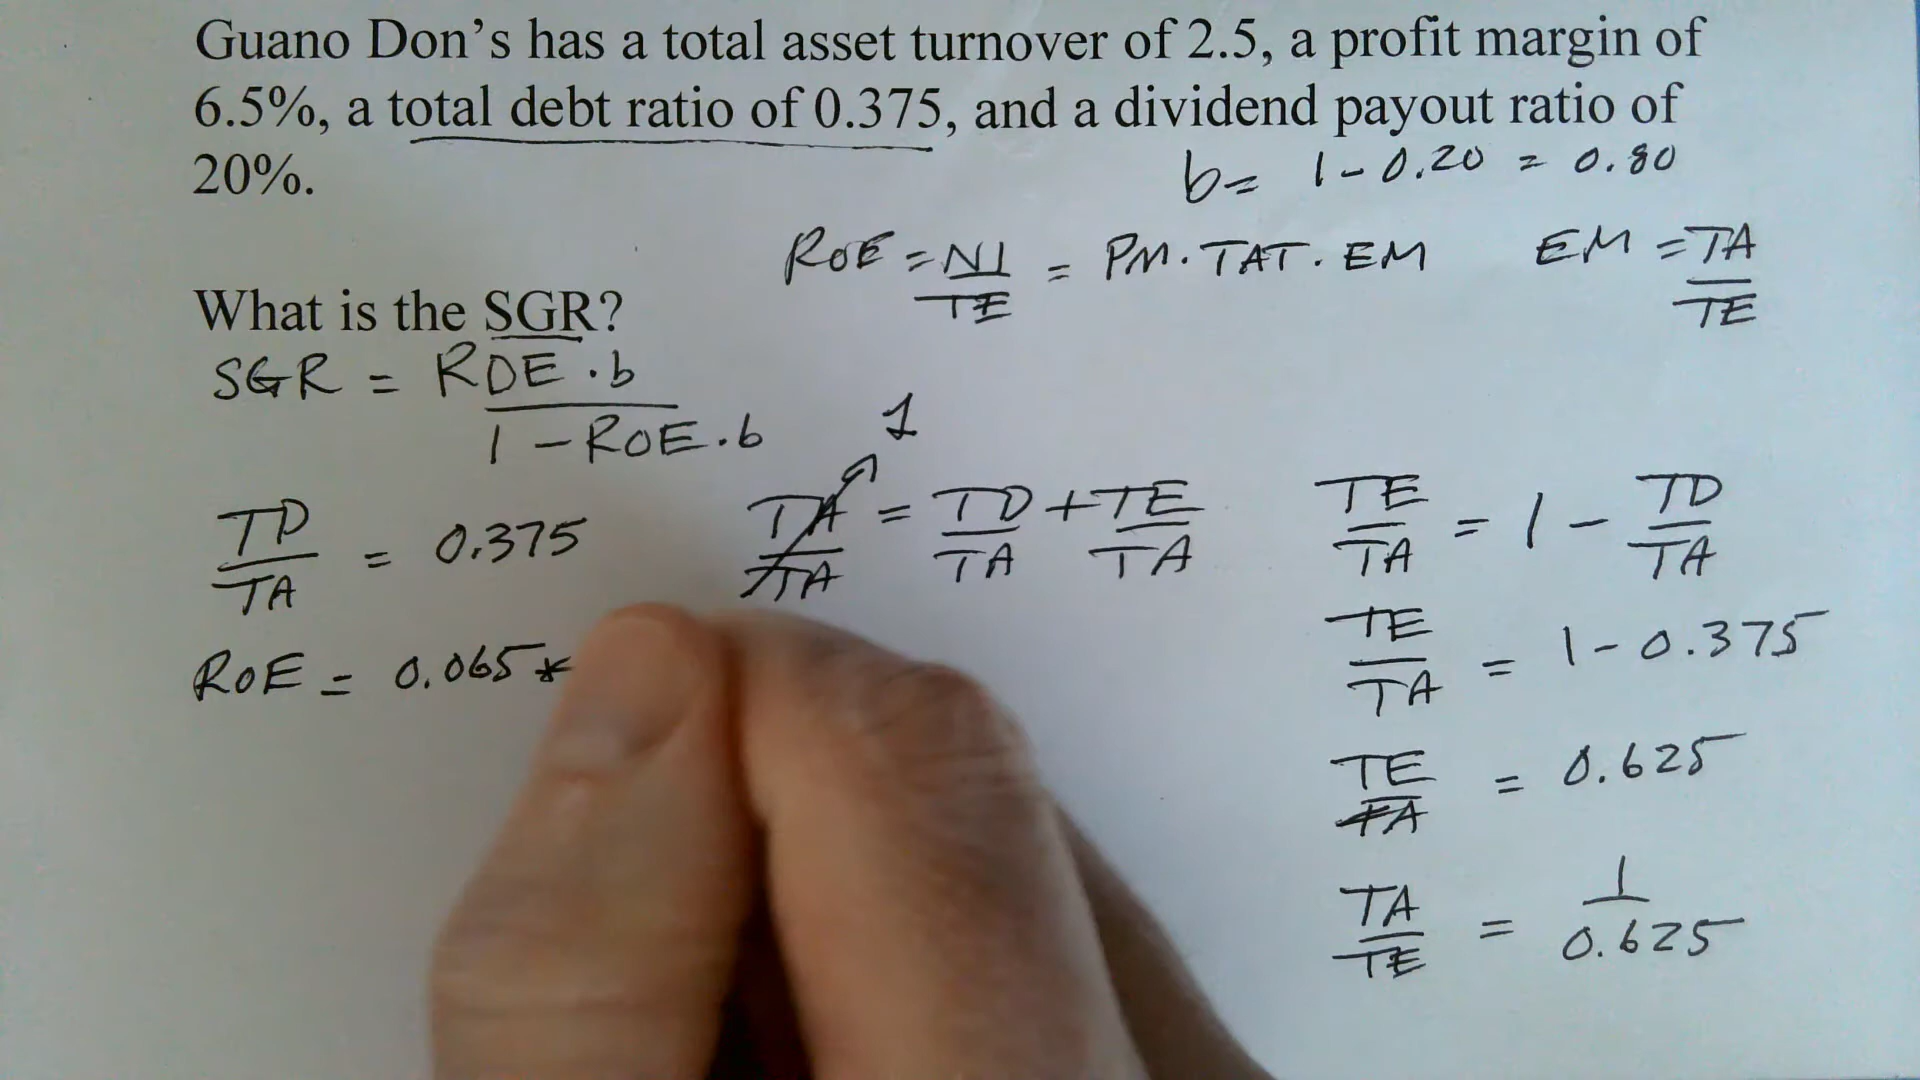 Guano Don's has a total asset turnover of 2.5, a profit margin of
6.5%, a total debt ratio of 0.375, and a dividend payout ratio of
20%.
b = 1 - 0.20 = 0.80
ROE = NI/TE = PM · TAT · EM
EM = TA/TE
What is the SGR?
SGR = ROE · b / 1 - ROE · b
TD/TA = 0.375
1
TA/TA = TD/TA + TE/TA
TE/TA = 1 - TD/TA
TE/TA = 1 - 0.375
ROE = 0.065 *
TE/TA = 0.625
TA/TE = 1/0.625